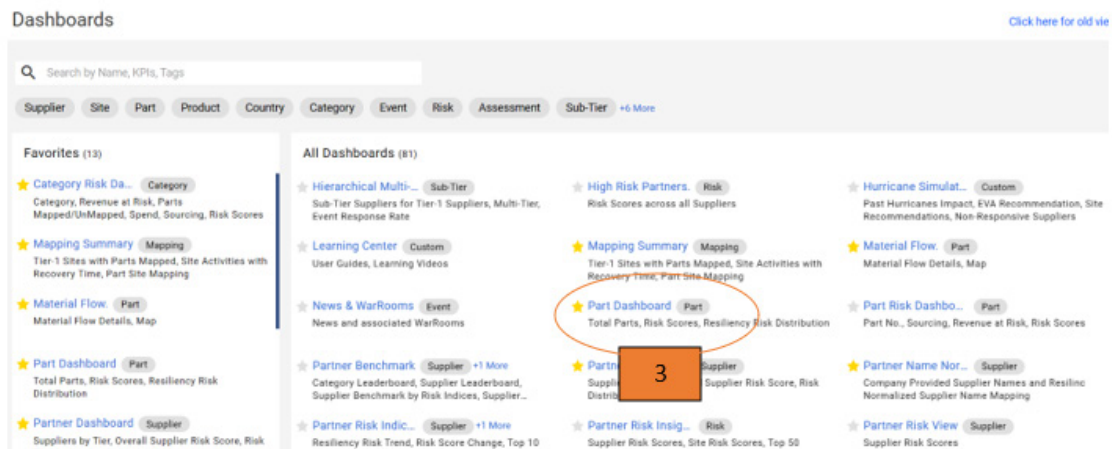 Dashboards
Click here for old vie
Search by Name, KPIs, Tags
Supplier Site Part Product Country Category Event Risk Assessment Sub-Tier +6 More
Favorites (13)
Category Risk Da... Category
Category, Revenue at Risk, Parts
Mapped/UnMapped, Spend, Sourcing, Risk Scores
Mapping Summary Mapping
Tier-1 Sites with Parts Mapped, Site Activities with
Recovery Time, Part Site Mapping
Material Flow. Part
Material Flow Details, Map
Part Dashboard Part
Total Parts, Risk Scores, Resiliency Risk
Distribution
Partner Dashboard Supplier
Suppliers by Tier, Overall Supplier Risk Score, Risk
All Dashboards (81)
Hierarchical Multi-... Sub-Tier
Sub-Tier Suppliers for Tier-1 Suppliers, Multi-Tier,
Event Response Rate
High Risk Partners. Risk
Risk Scores across all Suppliers
Hurricane Simulat... Custom
Past Hurricanes Impact, EVA Recommendation, Site
Recommendations, Non-Responsive Suppliers
Learning Center Custom
User Guides, Learning Videos
Mapping Summary Mapping
Tier-1 Sites with Parts Mapped, Site Activities with
Recovery Time, Part Site Mapping
Material Flow. Part
Material Flow Details, Map
News & WarRooms Event
News and associated WarRooms
Part Dashboard Part
Total Parts, Risk Scores, Resiliency Risk Distribution
Part Risk Dashbo... Part
Part No., Sourcing, Revenue at Risk, Risk Scores
Partner Benchmark Supplier +1 More
Category Leaderboard, Supplier Leaderboard,
Supplier Benchmark by Risk Indices, Supplier...
Partn Supplier
Supplie Supplier Risk Score, Risk
Distrib
3
Partner Name Nor... Supplier
Company Provided Supplier Names and Resilinc
Normalized Supplier Name Mapping
Partner Risk Indic... Supplier +1 More
Resiliency Risk Trend, Risk Score Change, Top 10
Partner Risk Insig... Risk
Supplier Risk Scores, Site Risk Scores, Top 50
Partner Risk View Supplier
Supplier Risk Scores